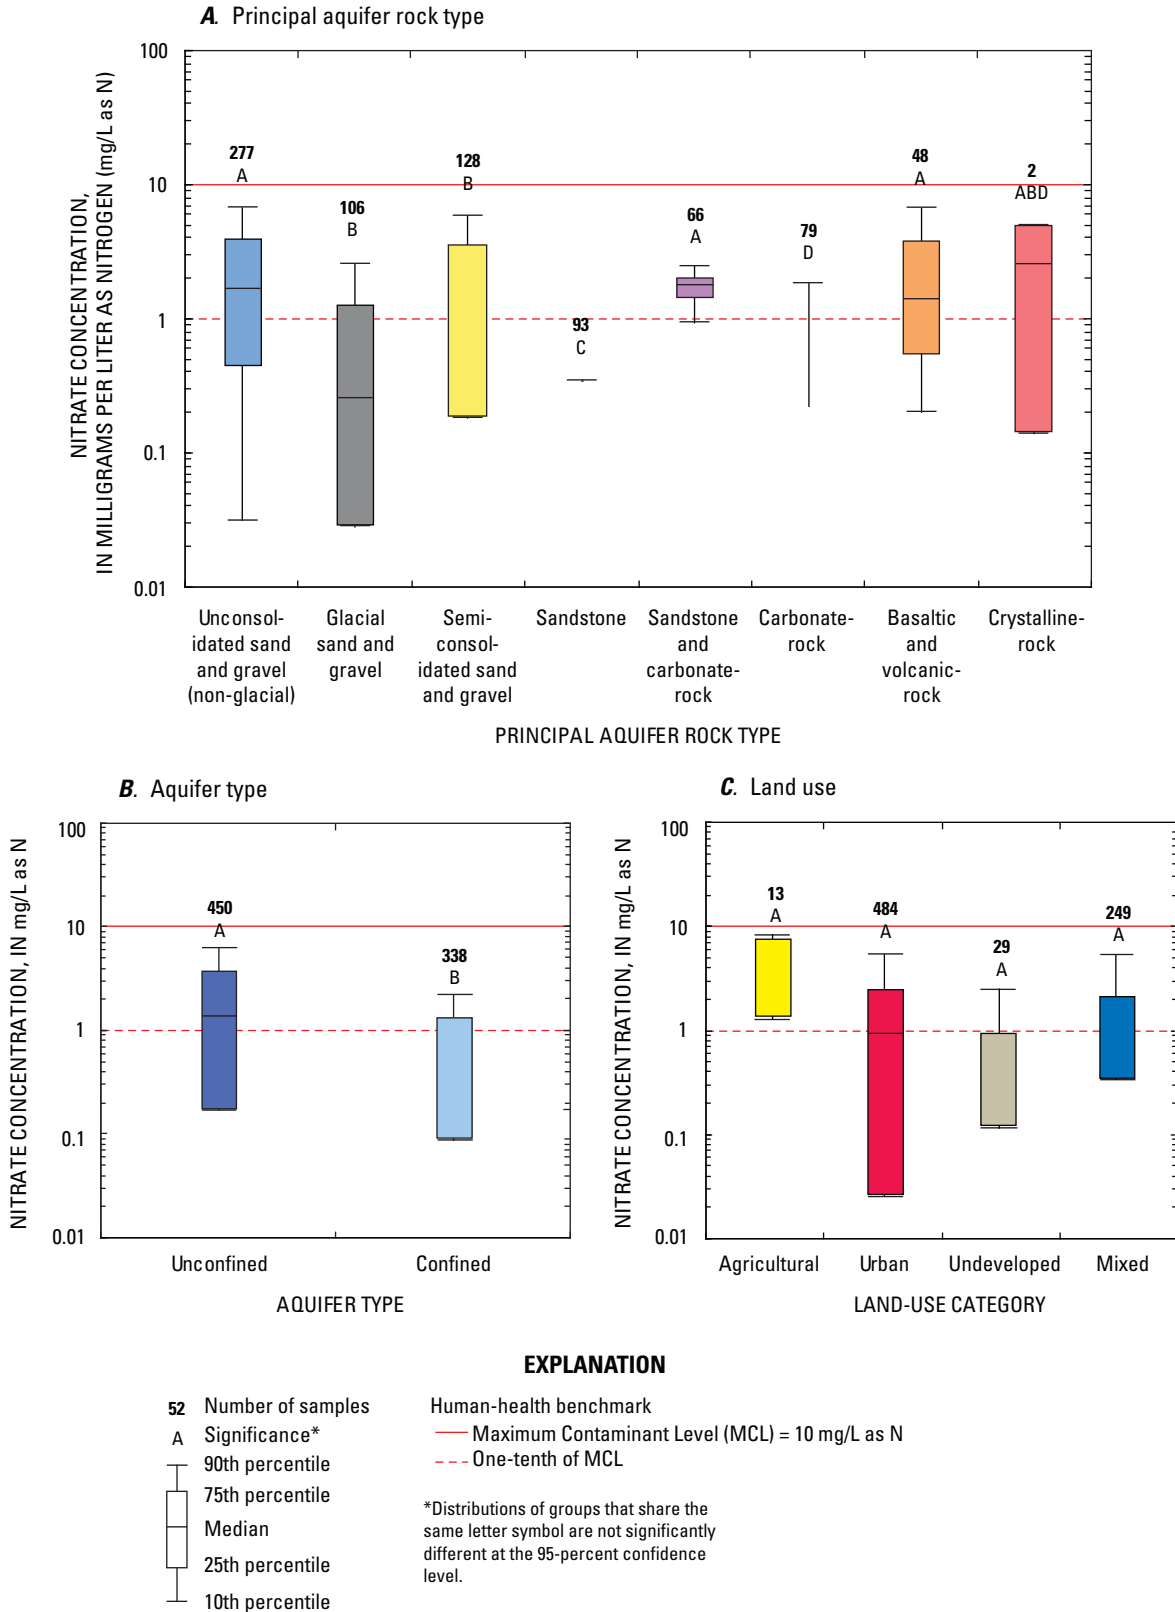 A. Principal aquifer rock type
NITRATE CONCENTRATION,
IN MILLIGRAMS PER LITER AS NITROGEN (mg/L as N)
100
10
1
0.1
0.01
277
A
106
B
128
B
93
C
66
A
79
D
48
A
2
ABD
Unconsol-
idated sand
and gravel
(non-glacial)
Glacial
sand and
gravel
Semi-
consol-
idated sand
and gravel
Sandstone
Sandstone
and
carbonate-
rock
Carbonate-
rock
Basaltic
and
volcanic-
rock
Crystalline-
rock
PRINCIPAL AQUIFER ROCK TYPE
B. Aquifer type
NITRATE CONCENTRATION, IN mg/L as N
100
10
1
0.1
0.01
450
A
338
B
Unconfined
Confined
AQUIFER TYPE
C. Land use
NITRATE CONCENTRATION, IN mg/L as N
100
10
1
0.1
0.01
13
A
484
A
29
A
249
A
Agricultural
Urban
Undeveloped
Mixed
LAND-USE CATEGORY
EXPLANATION
52 Number of samples
A Significance*
90th percentile
75th percentile
Median
25th percentile
10th percentile
Human-health benchmark
Maximum Contaminant Level (MCL) = 10 mg/L as N
One-tenth of MCL
*Distributions of groups that share the
same letter symbol are not significantly
different at the 95-percent confidence
level.